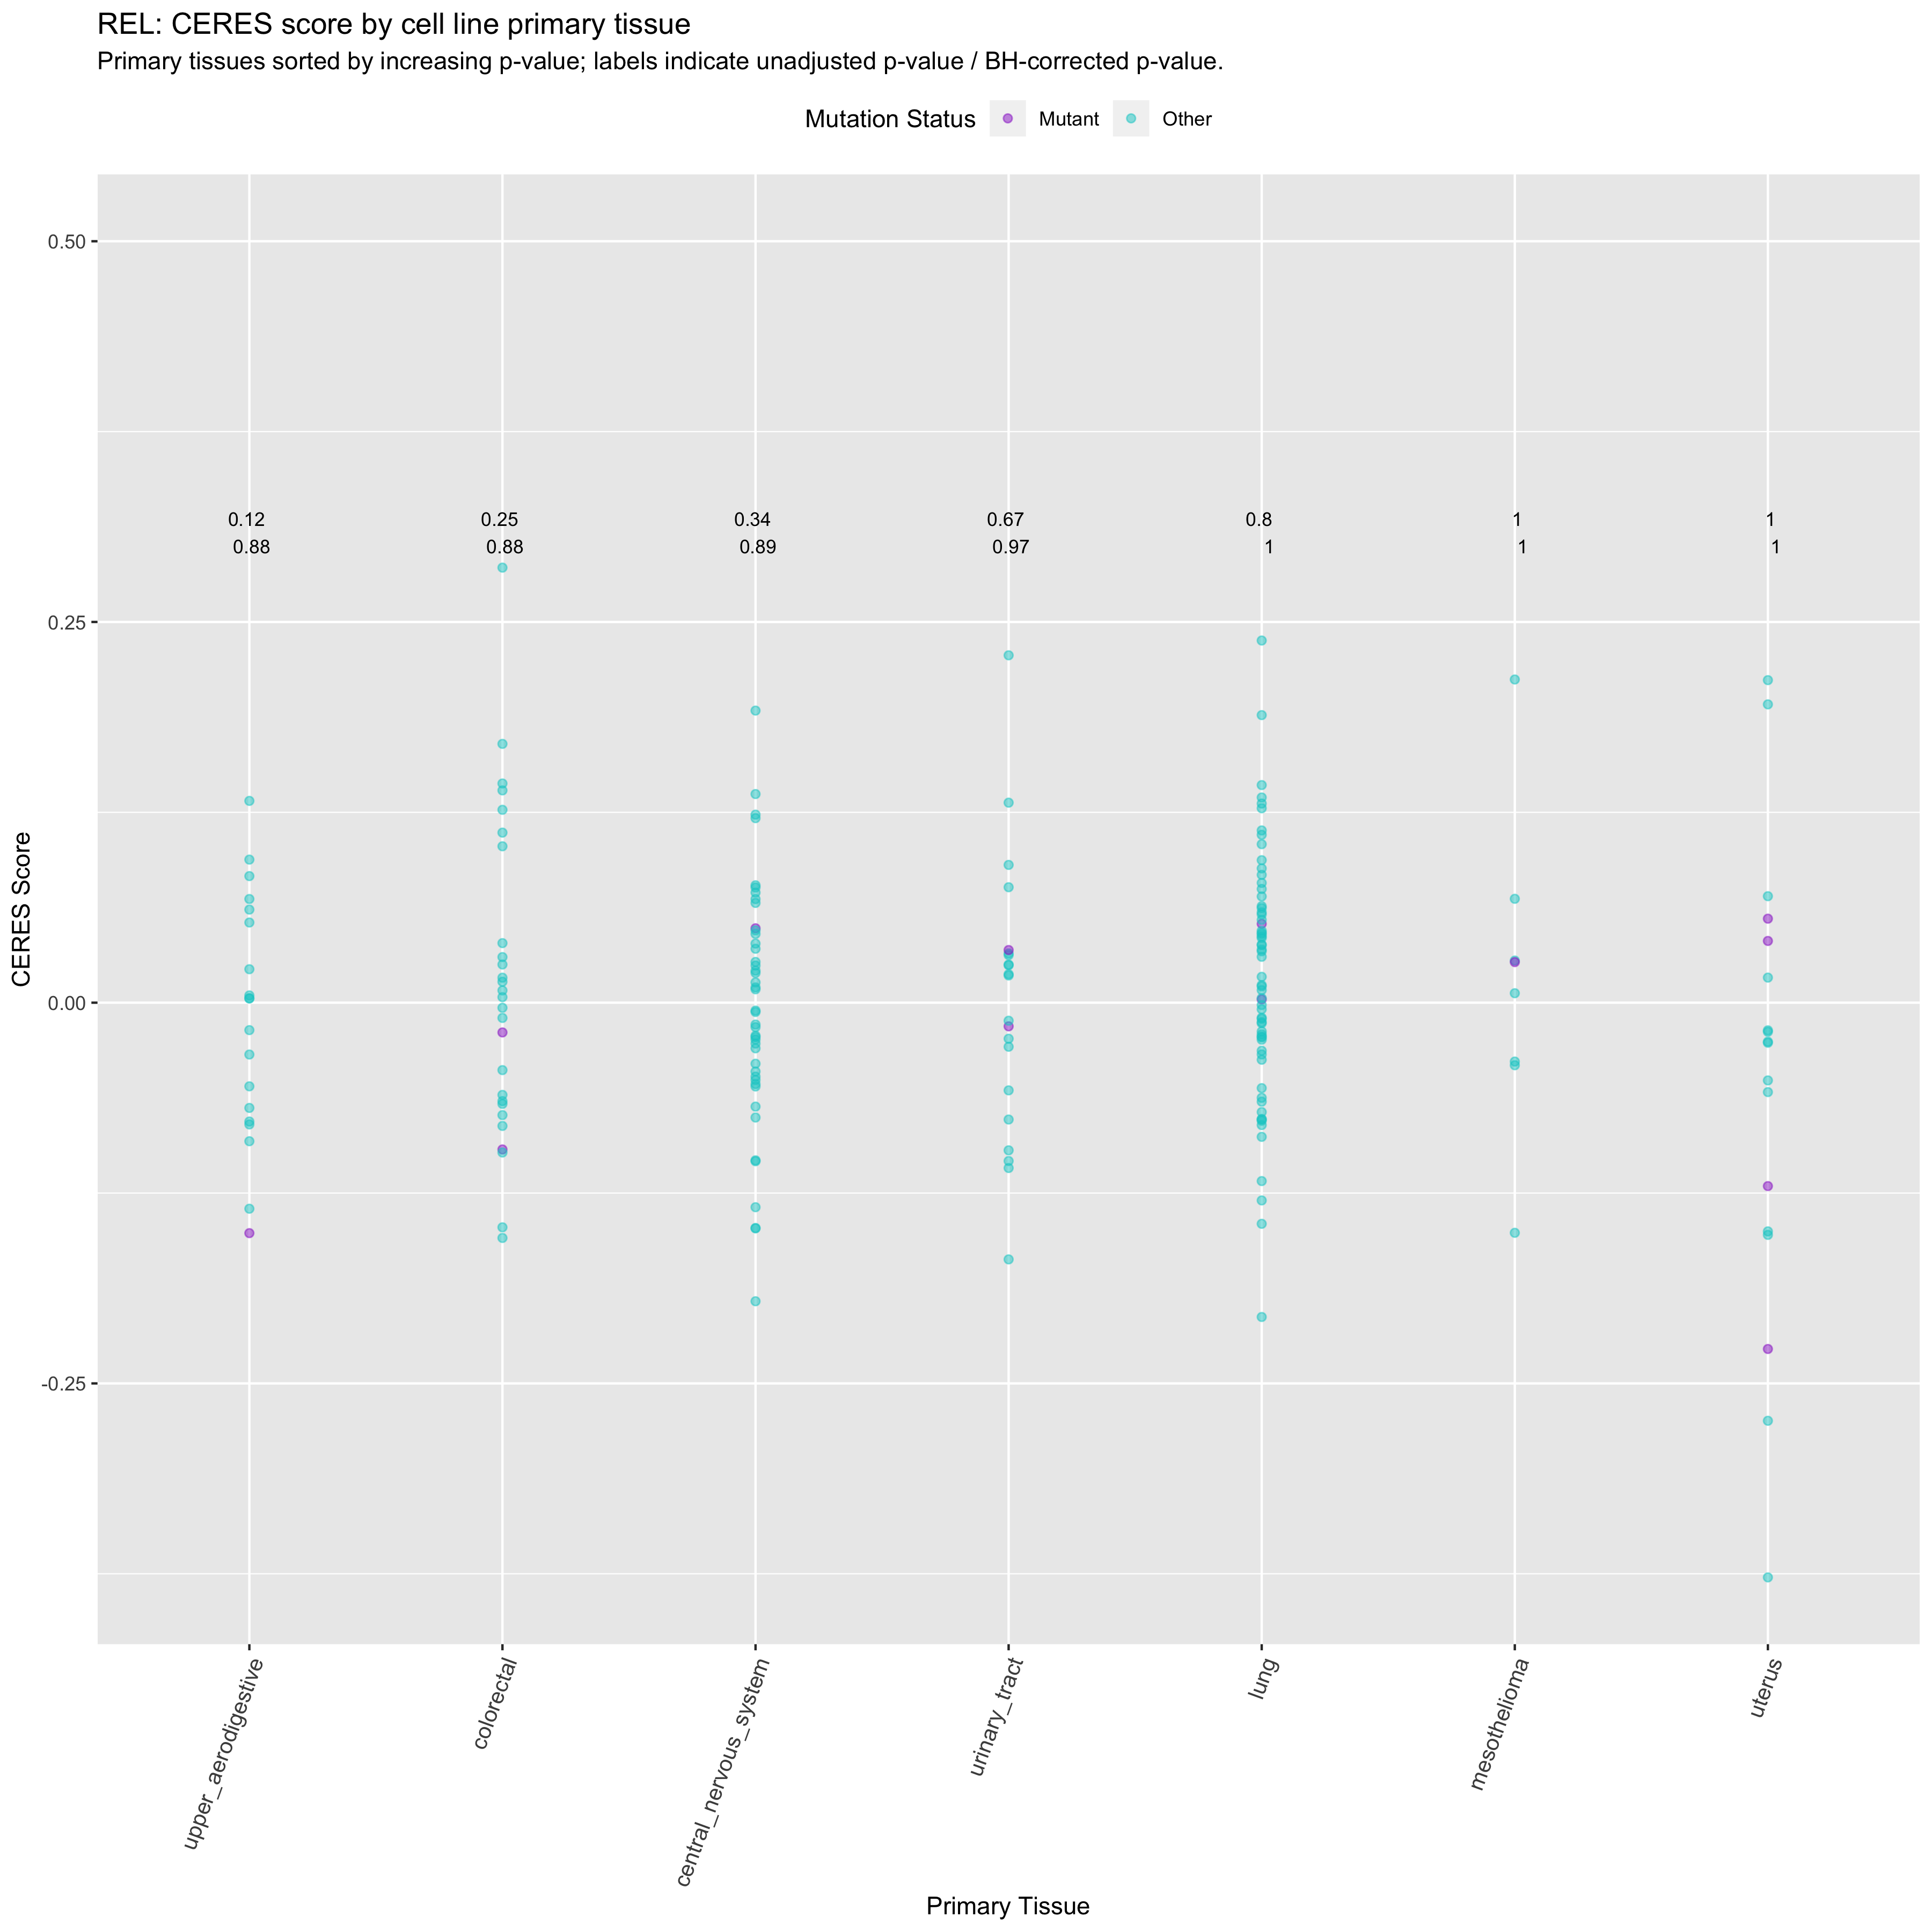 REL: CERES score by cell line primary tissue
Primary tissues sorted by increasing p-value; labels indicate unadjusted p-value / BH-corrected p-value.
Mutation Status Mutant Other
0.50
0.12 0.25 0.34 0.67 0.8 1 1
0.88 0.88 0.89 0.97 1 1 1
0.25
CERES Score
0.00
-0.25
upper_aerodigestive
colorectal
central_nervous_system
urinary_tract
lung
mesothelioma
uterus
Primary Tissue